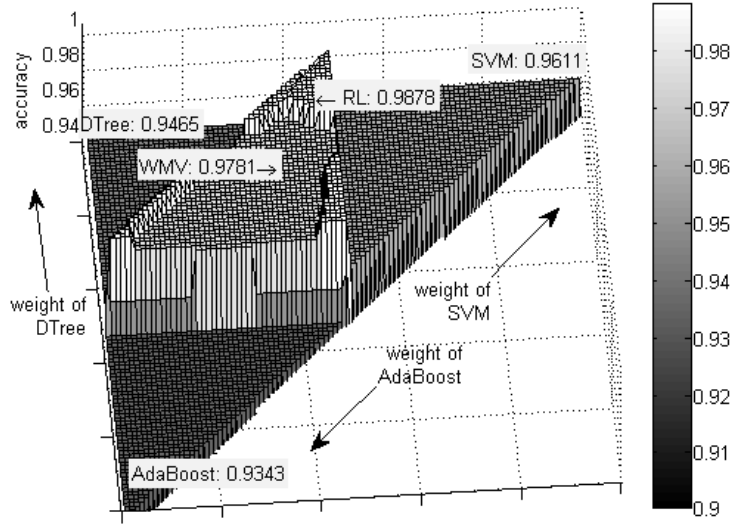 1
0.98
0.96
0.94
accuracy
SVM: 0.9611
← RL: 0.9878
DTree: 0.9465
WMV: 0.9781→
weight of
DTree
weight of
SVM
weight of
AdaBoost
AdaBoost: 0.9343
0.98
0.97
0.96
0.95
0.94
0.93
0.92
0.91
0.9